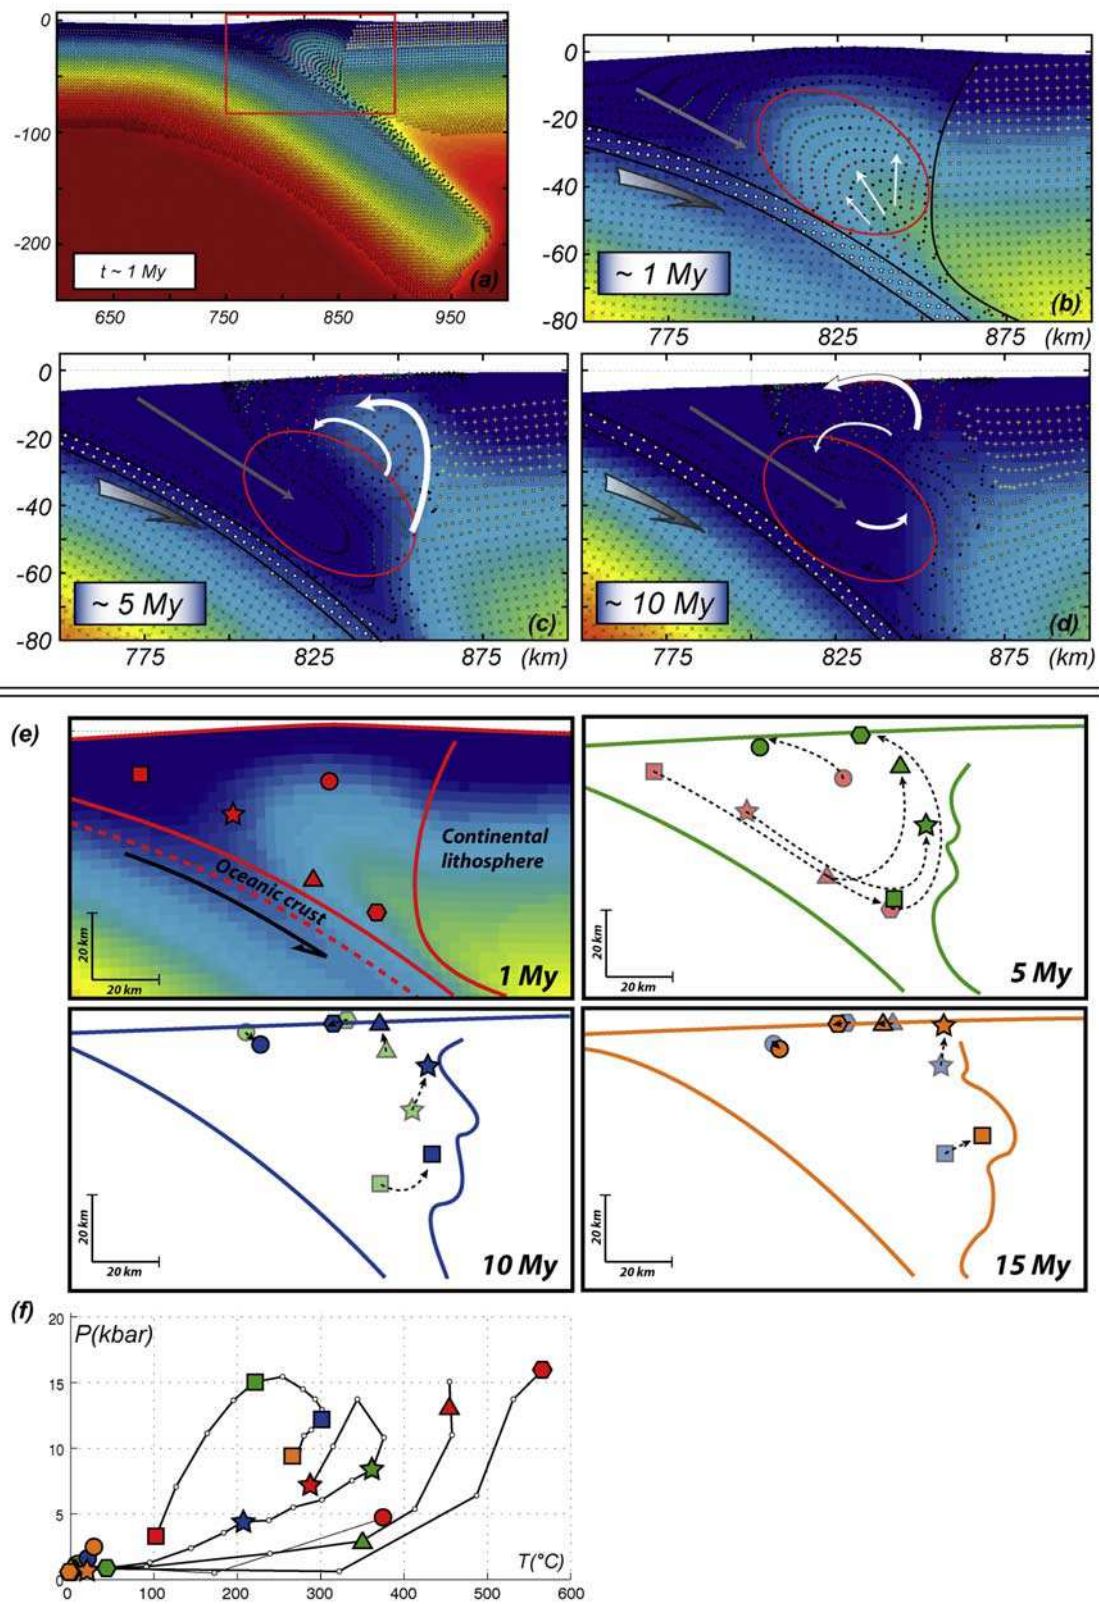 0
-100
-200
t ~ 1 My
(a)
650
750
850
950
0
-20
-40
-60
-80
~ 1 My
(b)
775
825
875
(km)
0
-20
-40
-60
-80
~ 5 My
(c)
775
825
875
(km)
~ 10 My
(d)
775
825
875
(km)
(e)
Continental
lithosphere
Oceanic crust
20 km
20 km
1 My
20 km
20 km
5 My
20 km
20 km
10 My
20 km
20 km
15 My
(f)
20
P(kbar)
15
10
5
0
T(°C)
0
100
200
300
400
500
600